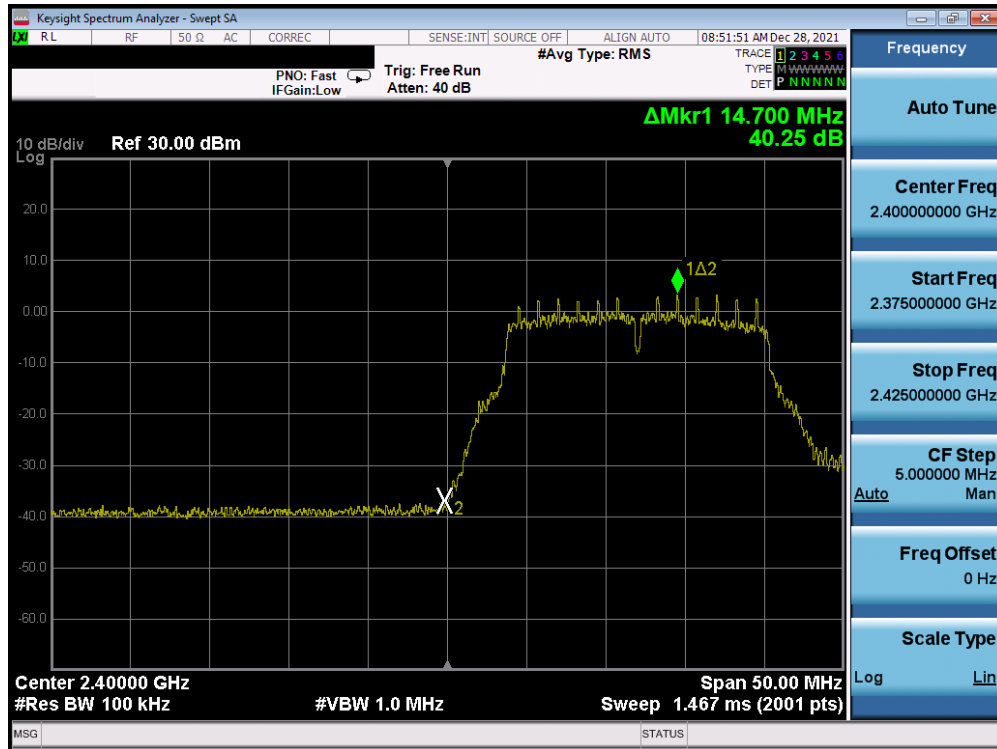 Keysight Spectrum Analyzer - Swept SA
LXI RL RF 50 Ω AC CORREC SENSE:INT SOURCE OFF ALIGN AUTO 08:51:51 AM Dec 28, 2021
#Avg Type: RMS
TRACE 1 2 3 4 5 6
PNO: Fast Trig: Free Run
TYPE M WWWWW
IFGain:Low Atten: 40 dB
DET P N N N N N
ΔMkr1 14.700 MHz
40.25 dB
10 dB/div Ref 30.00 dBm
Log
20.0
10.0
1Δ2
0.00
-10.0
-20.0
-30.0
X2
-40.0
-50.0
-60.0
Center 2.40000 GHz Span 50.00 MHz
#Res BW 100 kHz #VBW 1.0 MHz Sweep 1.467 ms (2001 pts)
MSG STATUS
Frequency
Auto Tune
Center Freq
2.400000000 GHz
Start Freq
2.375000000 GHz
Stop Freq
2.425000000 GHz
CF Step
5.000000 MHz
Auto Man
Freq Offset
0 Hz
Scale Type
Log Lin